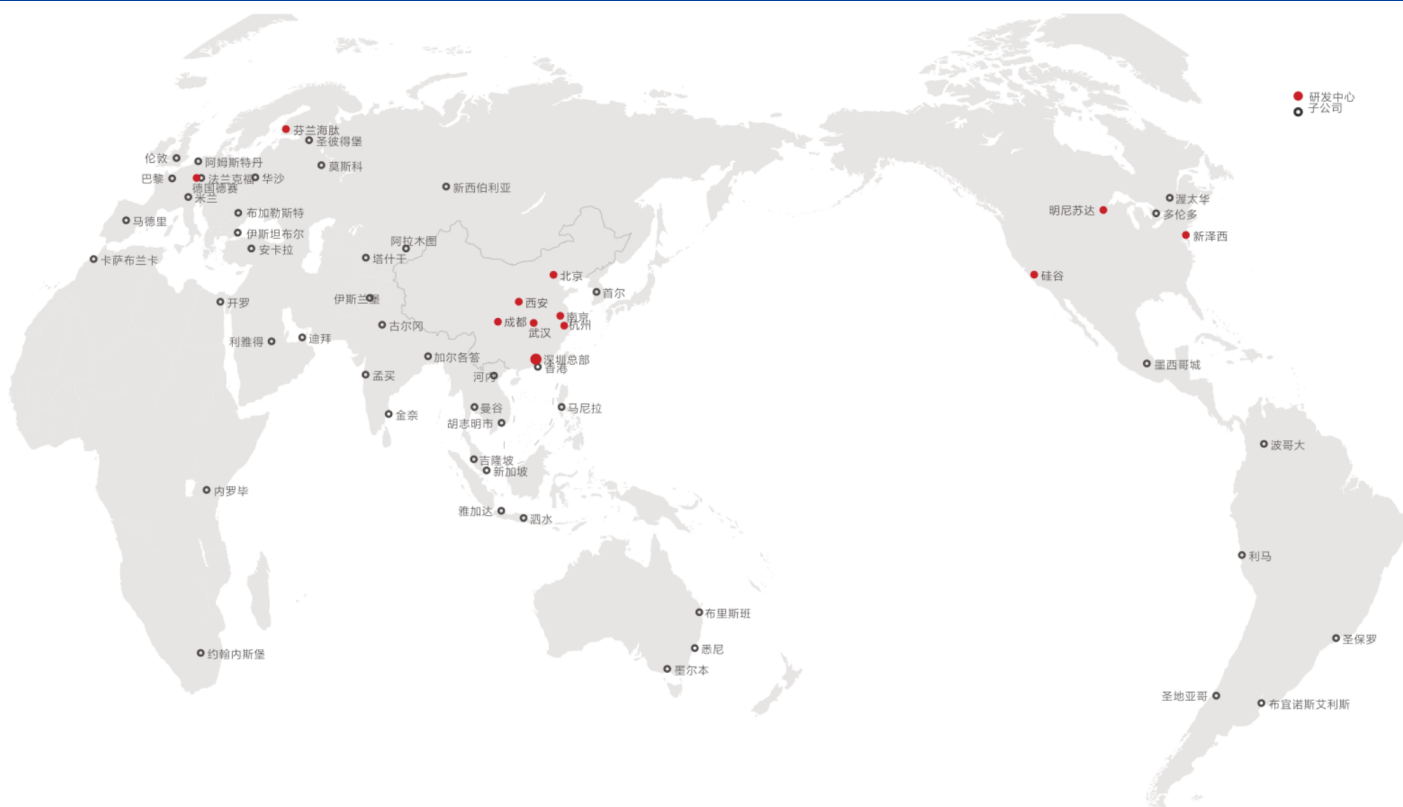 研发中心
子公司
芬兰海肽
圣彼得堡
伦敦
阿姆斯特丹
莫斯科
巴黎
法兰克福
华沙
德国德赛
米兰
新西伯利亚
马德里
布加勒斯特
伊斯坦布尔
安卡拉
卡萨布兰卡
阿拉木图
塔什干
明尼苏达
渥太华
多伦多
新泽西
硅谷
北京
首尔
西安
伊斯兰堡
开罗
成都
武汉
南京
杭州
古尔冈
利雅得
迪拜
加尔各答
深圳总部
香港
墨西哥城
孟买
河内
曼谷
马尼拉
金奈
胡志明市
波哥大
吉隆坡
新加坡
内罗毕
雅加达
泗水
利马
布里斯班
圣保罗
悉尼
约翰内斯堡
墨尔本
圣地亚哥
布宜诺斯艾利斯